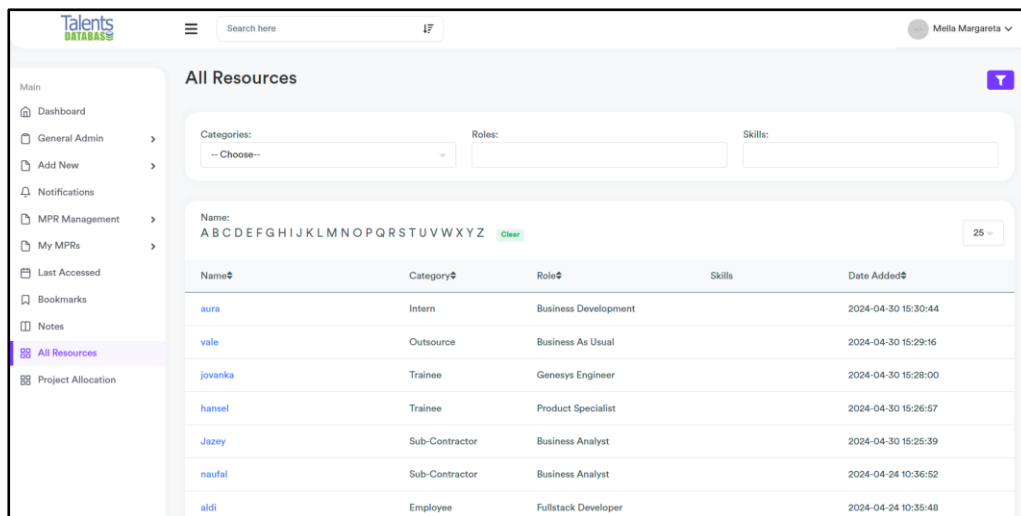 Talents
DATABASE
Search here
Mella Margareta
Main
Dashboard
General Admin
Add New
Notifications
MPR Management
My MPRs
Last Accessed
Bookmarks
Notes
All Resources
Project Allocation
All Resources
Categories: Roles: Skills:
-- Choose--
Name:
A B C D E F G H I J K L M N O P Q R S T U V W X Y Z Clear 25
Name Category Role Skills Date Added
aura Intern Business Development 2024-04-30 15:30:44
vale Outsource Business As Usual 2024-04-30 15:29:16
jovanka Trainee Genesys Engineer 2024-04-30 15:28:00
hansel Trainee Product Specialist 2024-04-30 15:26:57
Jazey Sub-Contractor Business Analyst 2024-04-30 15:25:39
naufal Sub-Contractor Business Analyst 2024-04-24 10:36:52
aldi Employee Fullstack Developer 2024-04-24 10:35:48